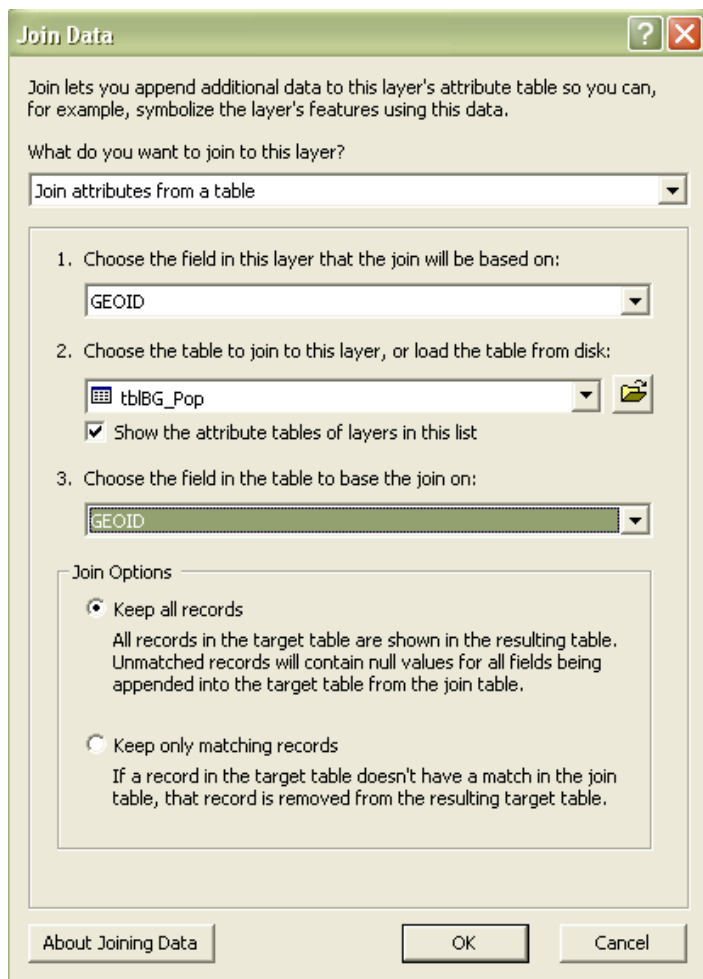 Join Data
Join lets you append additional data to this layer's attribute table so you can,
for example, symbolize the layer's features using this data.
What do you want to join to this layer?
Join attributes from a table
1. Choose the field in this layer that the join will be based on:
GEOID
2. Choose the table to join to this layer, or load the table from disk:
tblBG_Pop
Show the attribute tables of layers in this list
3. Choose the field in the table to base the join on:
GEOID
Join Options
Keep all records
All records in the target table are shown in the resulting table.
Unmatched records will contain null values for all fields being
appended into the target table from the join table.
Keep only matching records
If a record in the target table doesn't have a match in the join
table, that record is removed from the resulting target table.
About Joining Data
OK
Cancel